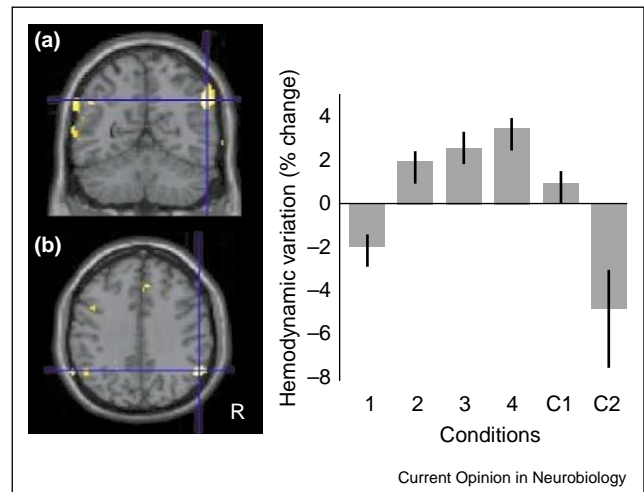 (a)
(b)
R
Hemodynamic variation (% change)
4
2
0
–2
–4
–6
–8
1 2 3 4 C1 C2
Conditions
Current Opinion in Neurobiology